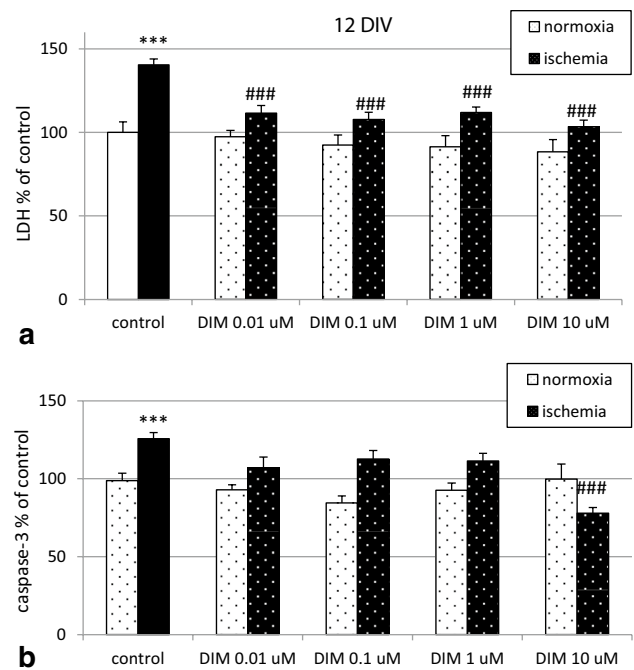 12 DIV
normoxia
ischemia
LDH % of control
150
100
50
0
***
###
###
###
###
control
DIM 0.01 uM
DIM 0.1 uM
DIM 1 uM
DIM 10 uM
a
normoxia
ischemia
caspase-3 % of control
150
100
50
0
***
###
control
DIM 0.01 uM
DIM 0.1 uM
DIM 1 uM
DIM 10 uM
b